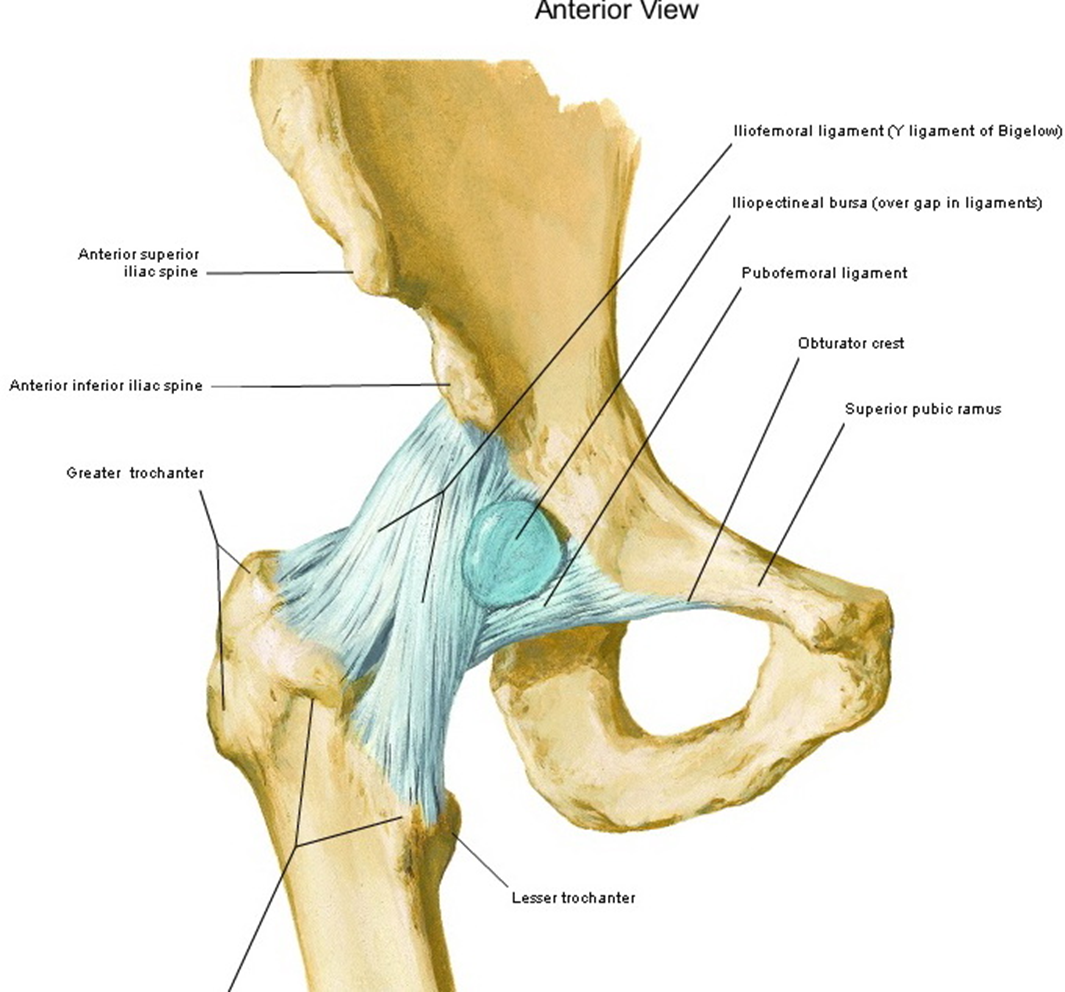 Anterior View
Iliofemoral ligament (Y ligament of Bigelow)
Iliopectineal bursa (over gap in ligaments)
Anterior superior
iliac spine
Pubofemoral ligament
Obturator crest
Anterior inferior iliac spine
Superior pubic ramus
Greater trochanter
Lesser trochanter